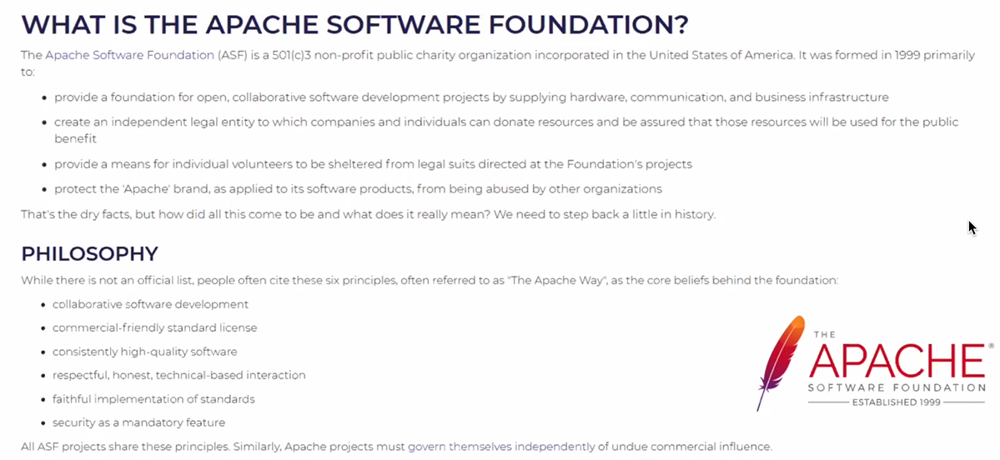 WHAT IS THE APACHE SOFTWARE FOUNDATION?
The Apache Software Foundation (ASF) is a 501(c)3 non-profit public charity organization incorporated in the United States of America. It was formed in 1999 primarily
to:
• provide a foundation for open, collaborative software development projects by supplying hardware, communication, and business infrastructure
• create an independent legal entity to which companies and individuals can donate resources and be assured that those resources will be used for the public
benefit
• provide a means for individual volunteers to be sheltered from legal suits directed at the Foundation's projects
• protect the 'Apache' brand, as applied to its software products, from being abused by other organizations
That's the dry facts, but how did all this come to be and what does it really mean? We need to step back a little in history.
PHILOSOPHY
While there is not an official list, people often cite these six principles, often referred to as "The Apache Way", as the core beliefs behind the foundation:
• collaborative software development
• commercial-friendly standard license
• consistently high-quality software
• respectful, honest, technical-based interaction
• faithful implementation of standards
• security as a mandatory feature
All ASF projects share these principles. Similarly, Apache projects must govern themselves independently of undue commercial influence.
THE
APACHE®
SOFTWARE FOUNDATION
ESTABLISHED 1999